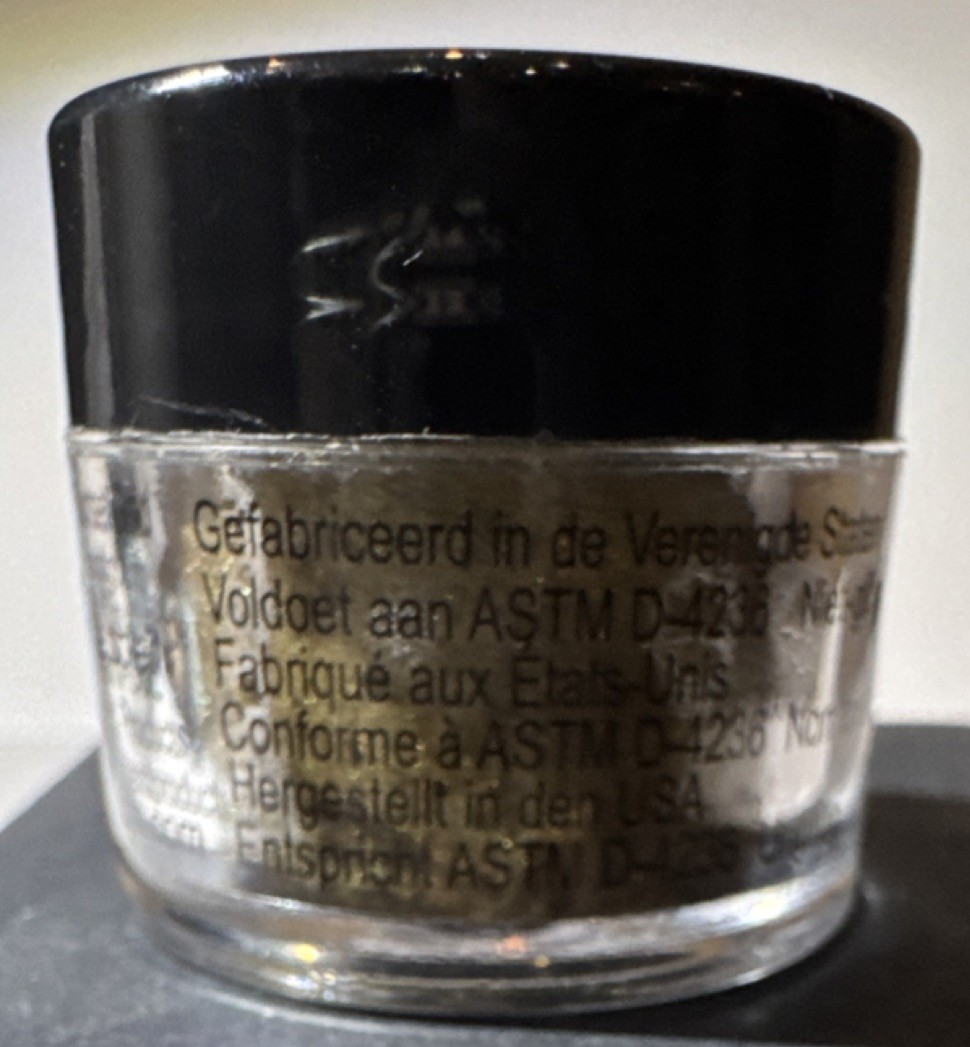 Gefabriceerd in de Verenigde
Voldoet aan ASTM D-4236
Fabriqué aux États-Unis
Conforme à ASTM D-4236
Hergestellt in den USA
Entspricht ASTM D-4236